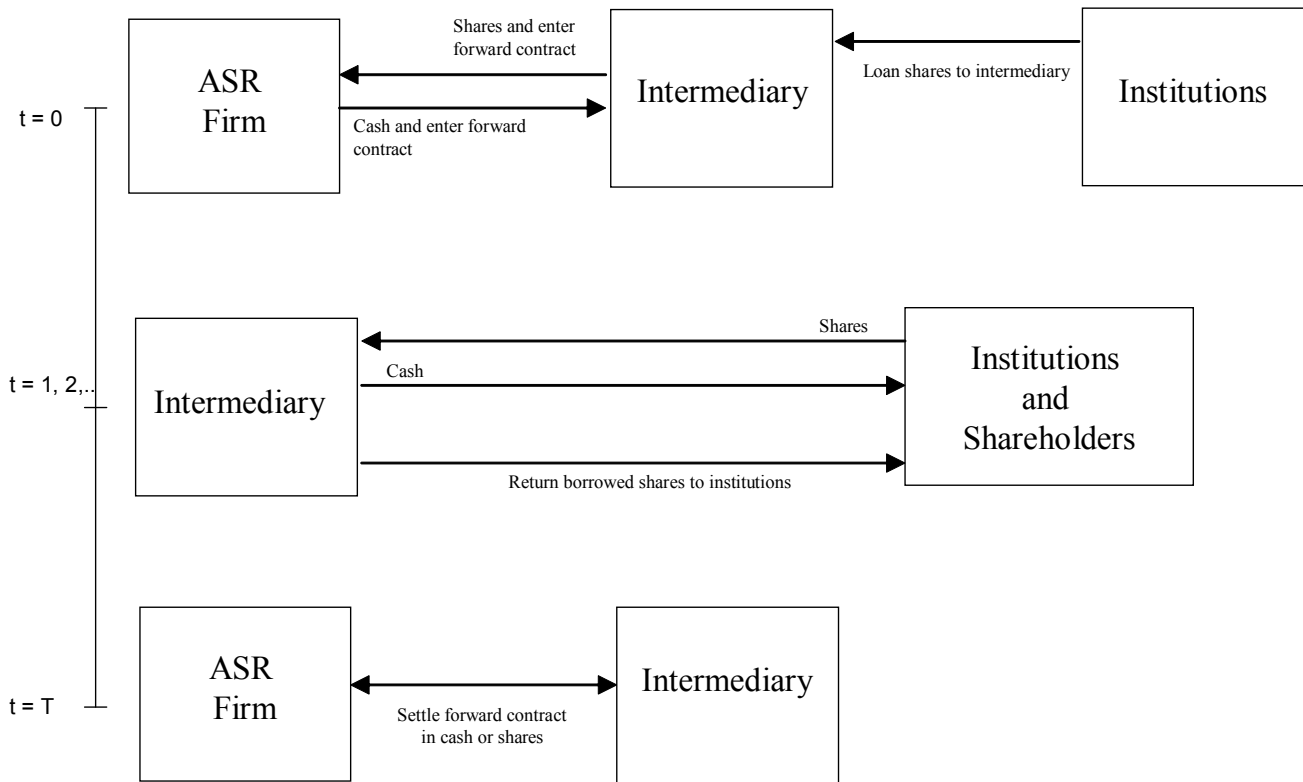 Shares and enter
forward contract
ASR
Firm
Intermediary
Loan shares to intermediary
Institutions
t = 0
Cash and enter forward
contract
Shares
Cash
t = 1, 2,..
Intermediary
Institutions
and
Shareholders
Return borrowed shares to institutions
ASR
Firm
Intermediary
t = T
Settle forward contract
in cash or shares